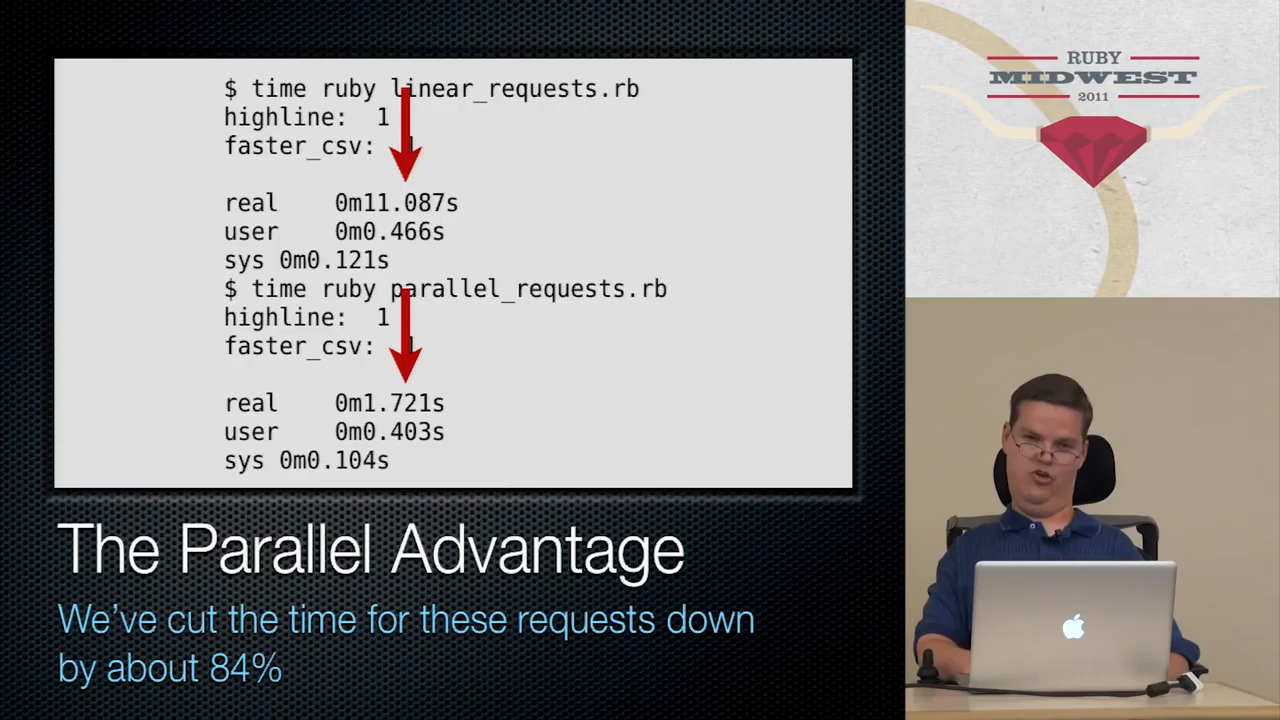 $ time ruby linear_requests.rb
highline:  1
faster_csv:  1

real    0m11.087s
user    0m0.466s
sys 0m0.121s
$ time ruby parallel_requests.rb
highline:  1
faster_csv:  1

real    0m1.721s
user    0m0.403s
sys 0m0.104s
The Parallel Advantage
We’ve cut the time for these requests down
by about 84%
RUBY
MIDWEST
2011